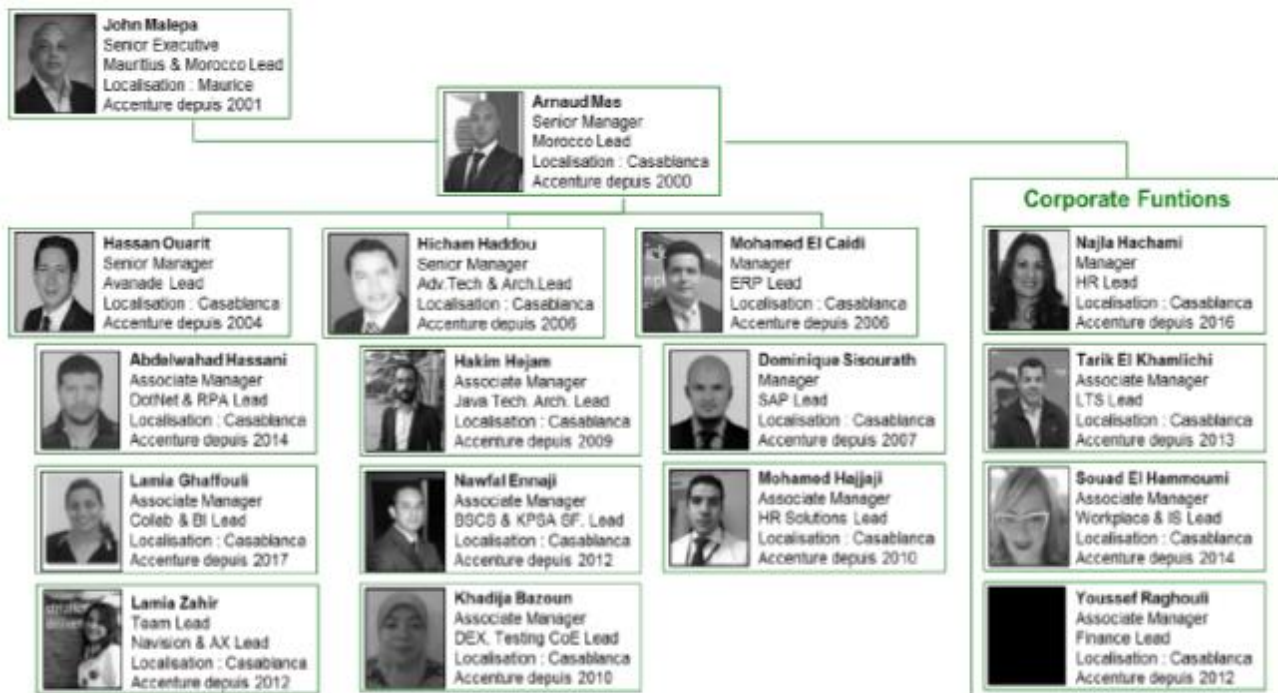 John Malepa
Senior Executive
Mauritius & Morocco Lead
Localisation : Maurice
Accenture depuis 2001
Arnaud Mas
Senior Manager
Morocco Lead
Localisation : Casablanca
Accenture depuis 2000
Hassan Ouarit
Senior Manager
Avanade Lead
Localisation : Casablanca
Accenture depuis 2004
Abdelwahad Hassani
Associate Manager
DotNet & RPA Lead
Localisation : Casablanca
Accenture depuis 2014
Lamia Ghaffouli
Associate Manager
Collab & BI Lead
Localisation : Casablanca
Accenture depuis 2017
Lamia Zahir
Team Lead
Navision & AX Lead
Localisation : Casablanca
Accenture depuis 2012
Hicham Haddou
Senior Manager
Adv.Tech & Arch.Lead
Localisation : Casablanca
Accenture depuis 2006
Hakim Hejam
Associate Manager
Java Tech. Arch. Lead
Localisation : Casablanca
Accenture depuis 2009
Nawfal Ennaji
Associate Manager
BSCS & KPSA SF. Lead
Localisation : Casablanca
Accenture depuis 2012
Khadija Bazoun
Associate Manager
DEX. Testing CoE Lead
Localisation : Casablanca
Accenture depuis 2010
Mohamed El Caidi
Manager
ERP Lead
Localisation : Casablanca
Accenture depuis 2006
Dominique Sisourath
Manager
SAP Lead
Localisation : Casablanca
Accenture depuis 2007
Mohamed Hajjaji
Associate Manager
HR Solutions Lead
Localisation : Casablanca
Accenture depuis 2010
Corporate Funtions
Najla Hachami
Manager
HR Lead
Localisation : Casablanca
Accenture depuis 2016
Tarik El Khamlichi
Associate Manager
LTS Lead
Localisation : Casablanca
Accenture depuis 2013
Souad El Hammoumi
Associate Manager
Workplace & IS Lead
Localisation : Casablanca
Accenture depuis 2014
Youssef Raghouli
Associate Manager
Finance Lead
Localisation : Casablanca
Accenture depuis 2012